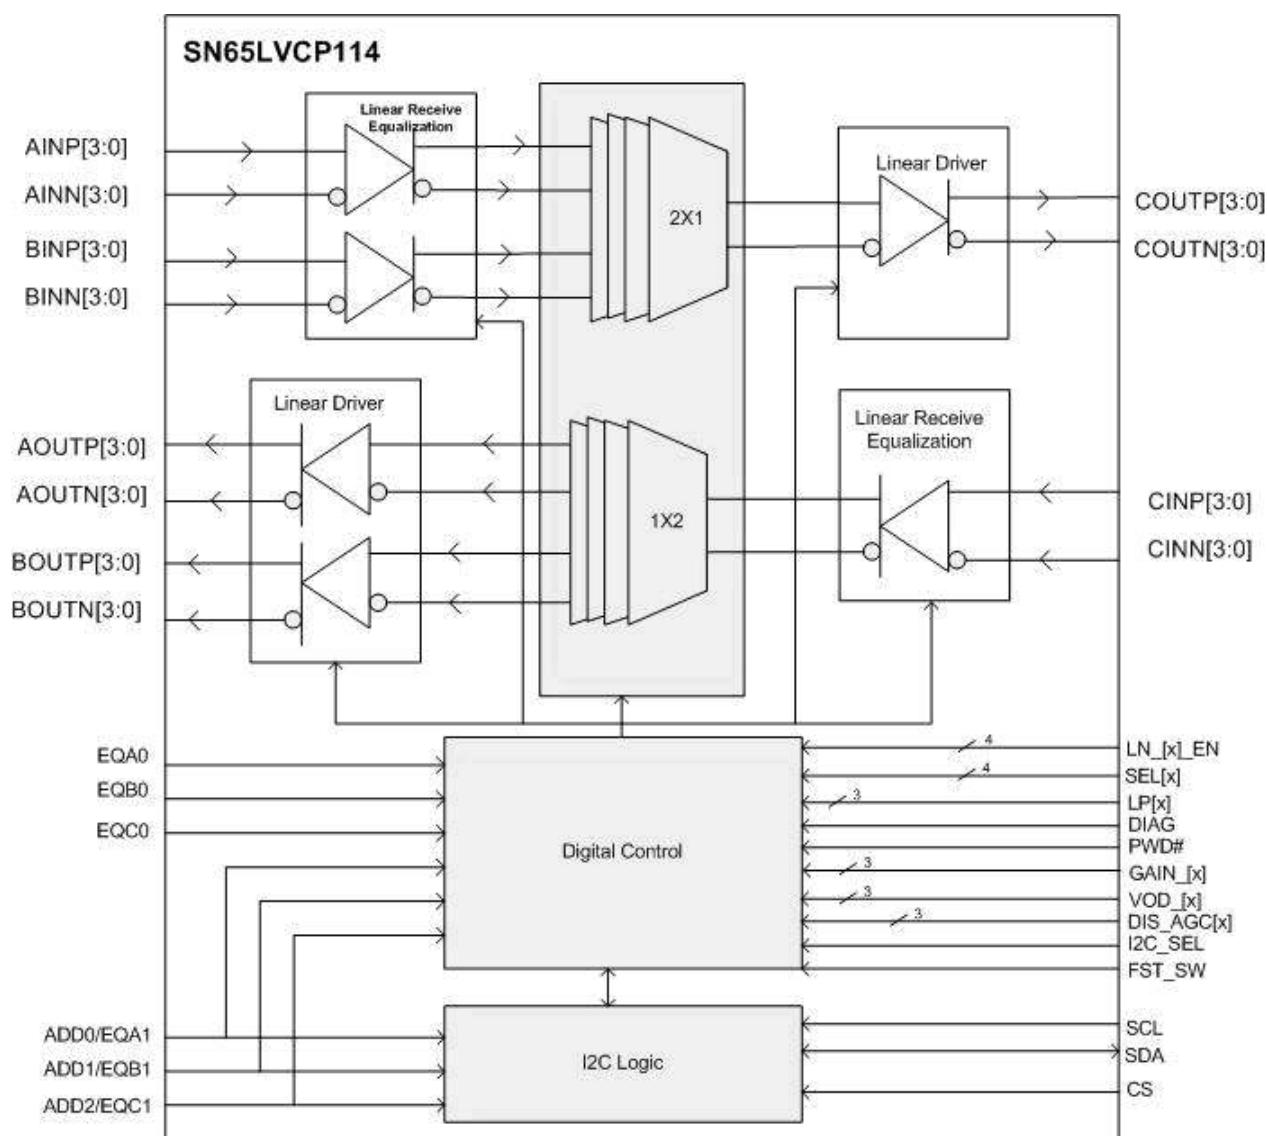 SN65LVCP114
Linear Receive
Equalization
AINP[3:0]
AINN[3:0]
BINP[3:0]
BINN[3:0]
2X1
Linear Driver
COUTP[3:0]
COUTN[3:0]
Linear Driver
AOUTP[3:0]
AOUTN[3:0]
BOUTP[3:0]
BOUTN[3:0]
1X2
Linear Receive
Equalization
CINP[3:0]
CINN[3:0]
EQA0
EQB0
EQC0
Digital Control
4
LN_[x]_EN
4
SEL[x]
3
LP[x]
DIAG
PWD#
3
GAIN_[x]
3
VOD_[x]
3
DIS_AGC[x]
I2C_SEL
FST_SW
ADD0/EQA1
ADD1/EQB1
ADD2/EQC1
I2C Logic
SCL
SDA
CS